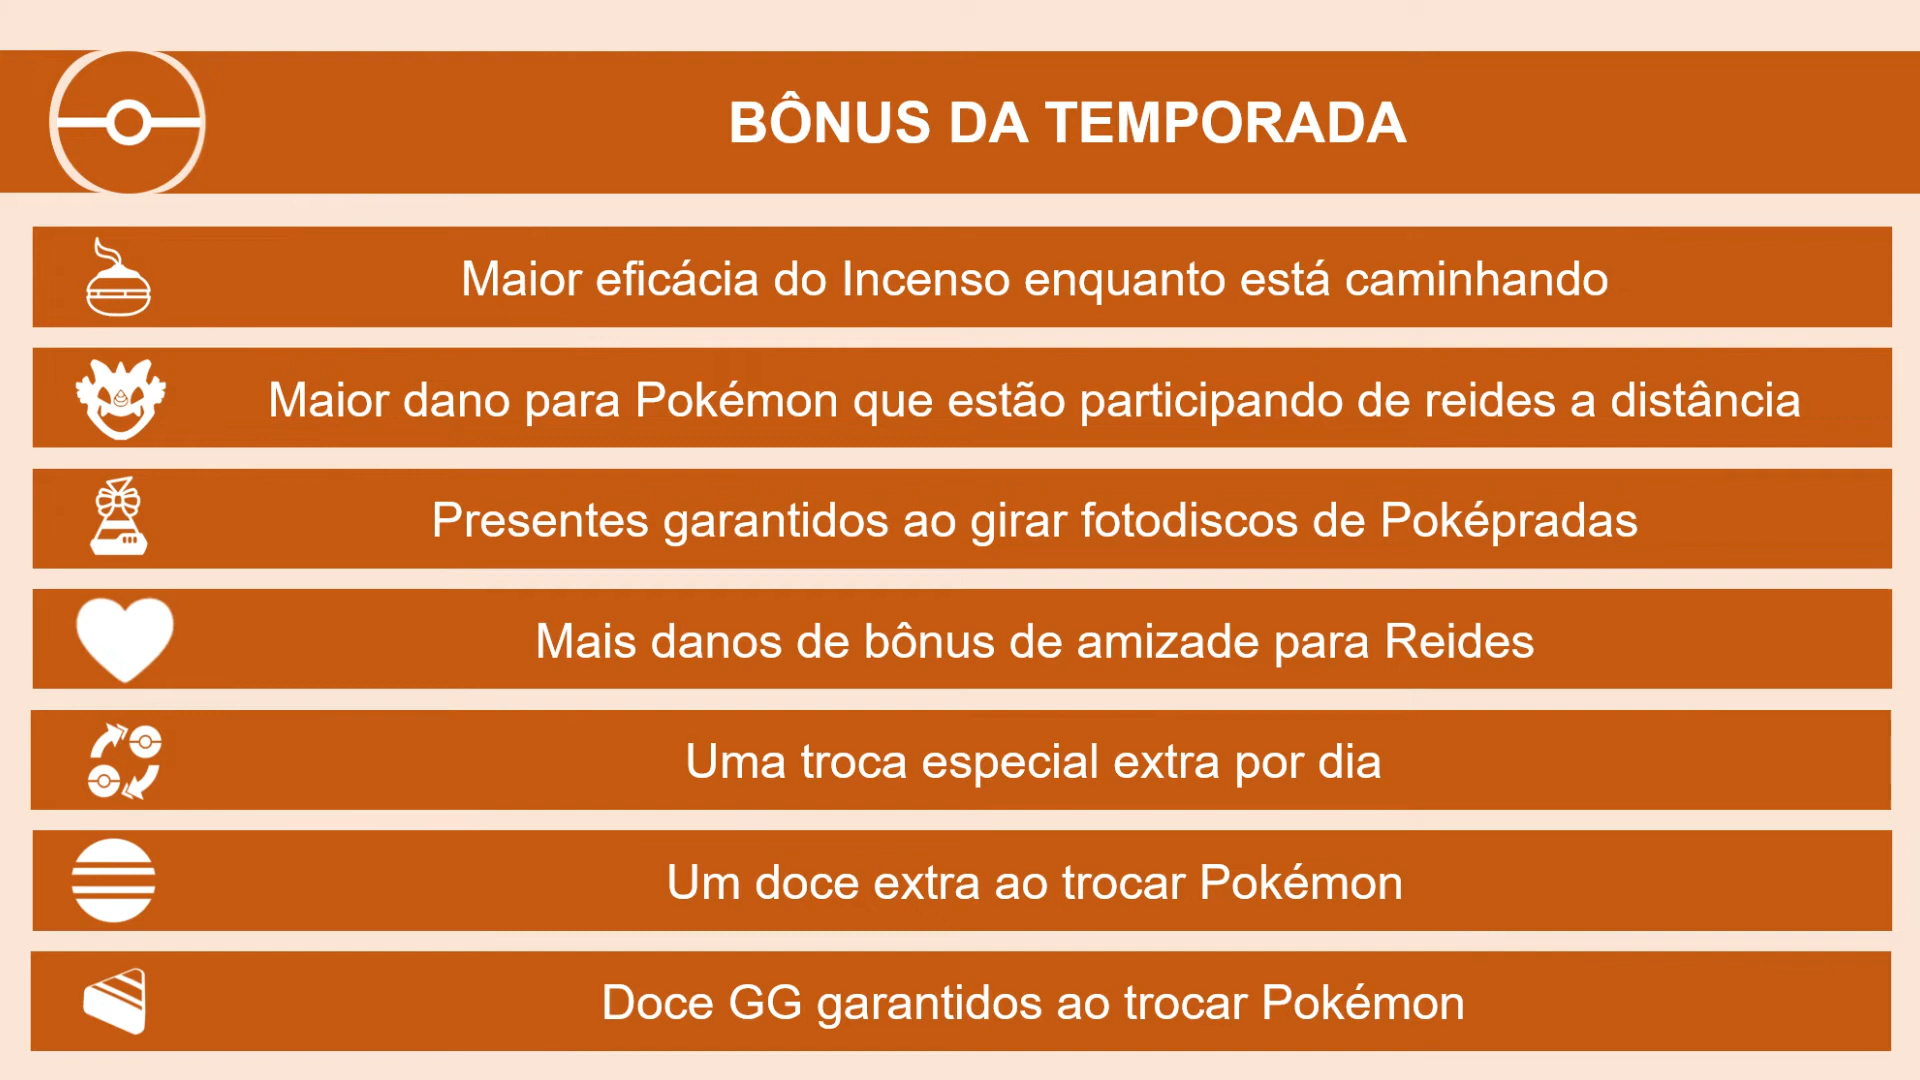 BÔNUS DA TEMPORADA
Maior eficácia do Incenso enquanto está caminhando
Maior dano para Pokémon que estão participando de reides a distância
Presentes garantidos ao girar fotodiscos de Poképradas
Mais danos de bônus de amizade para Reides
Uma troca especial extra por dia
Um doce extra ao trocar Pokémon
Doce GG garantidos ao trocar Pokémon